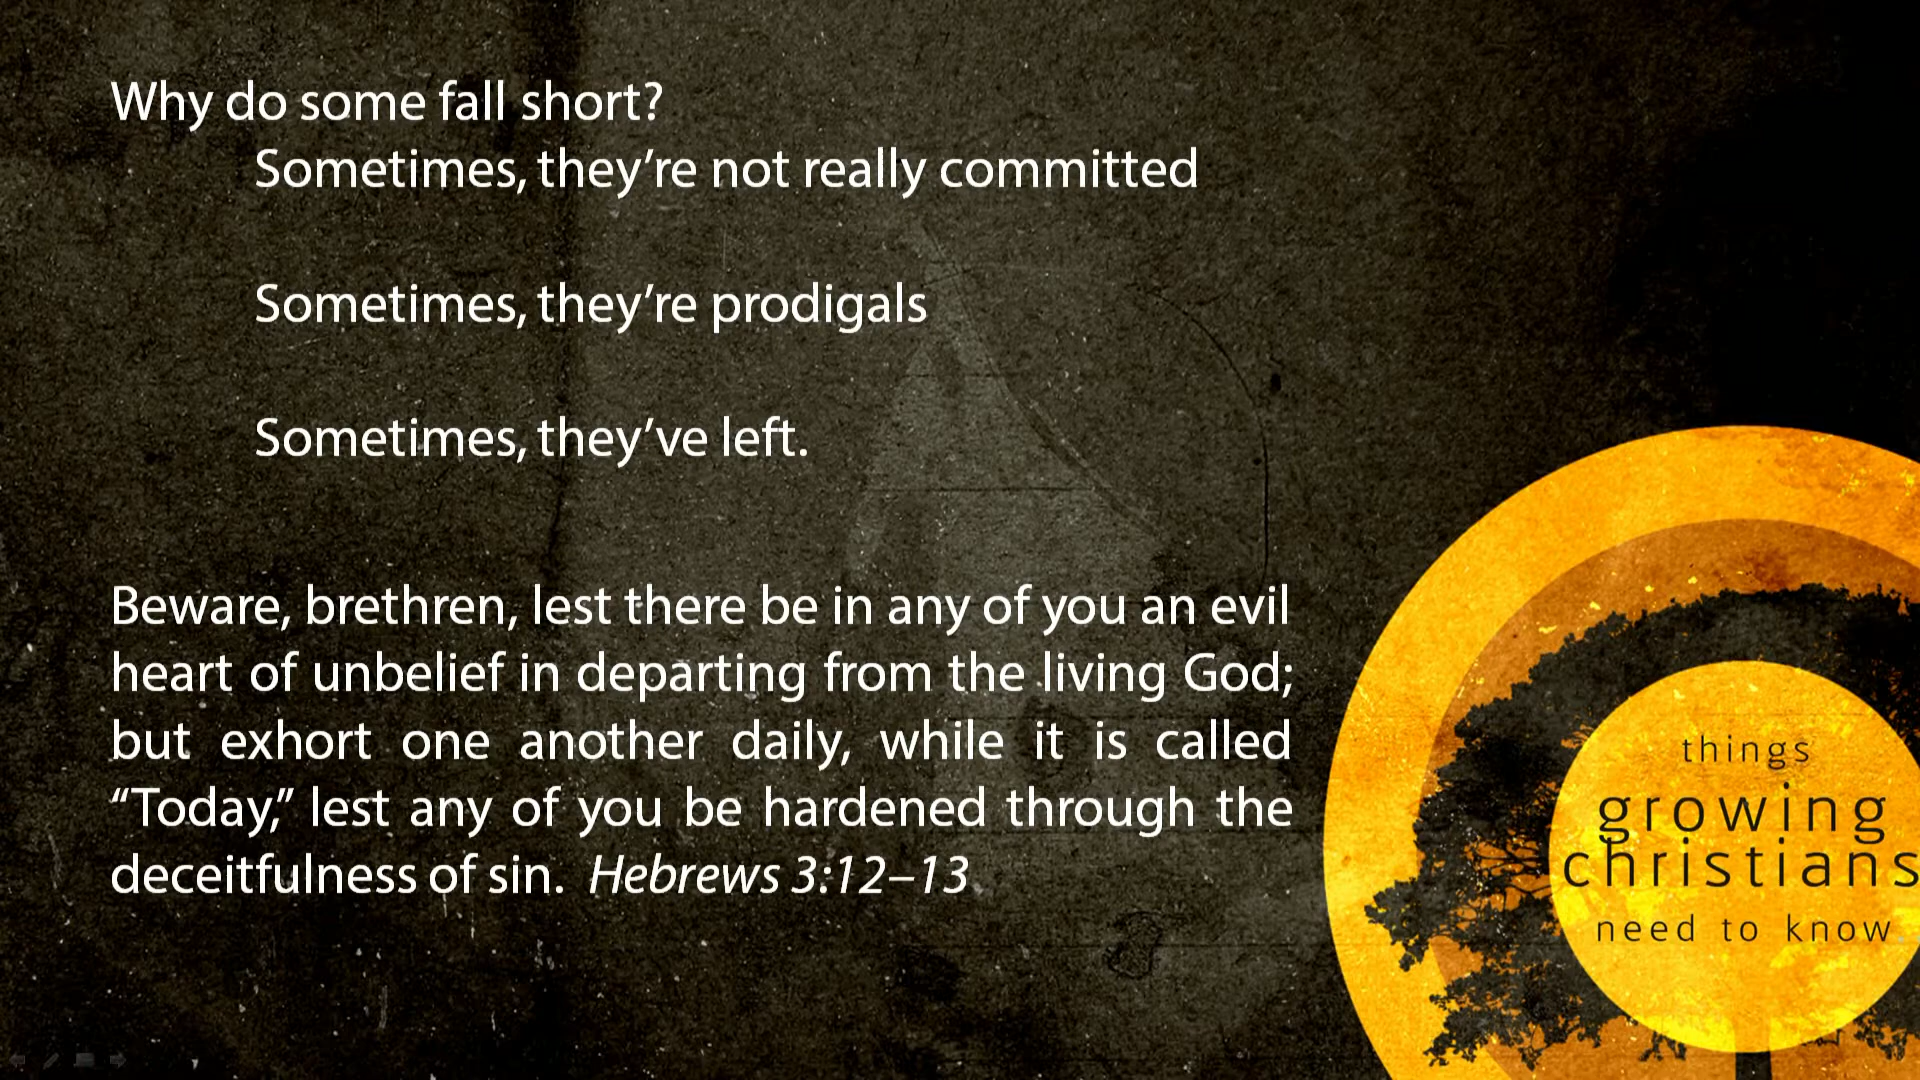 Why do some fall short?
Sometimes, they’re not really committed
Sometimes, they’re prodigals
Sometimes, they’ve left.
Beware, brethren, lest there be in any of you an evil
heart of unbelief in departing from the living God;
but exhort one another daily, while it is called
“Today,” lest any of you be hardened through the
deceitfulness of sin. Hebrews 3:12–13
things
growing
christians
need to know